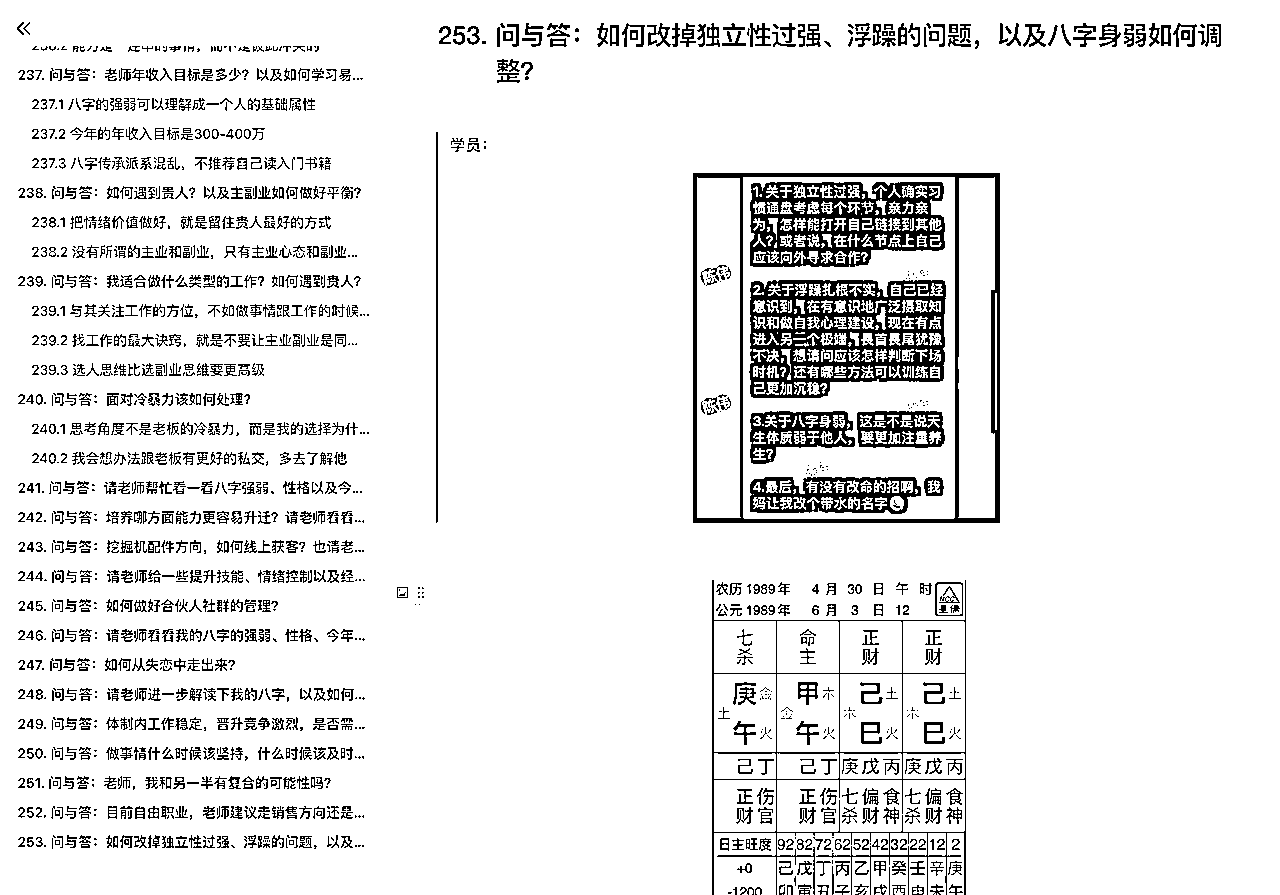 237. 问与答：老师年收入目标是多少？以及如何学习易...
237.1 八字的强弱可以理解成一个人的基础属性
237.2 今年的年收入目标是300-400万
237.3 八字传承派系混乱，不推荐自己读入门书籍
238. 问与答：如何遇到贵人？以及主副业如何做好平衡？
238.1 把情绪价值做好，就是留住贵人最好的方式
238.2 没有所谓的主业和副业，只有主业心态和副业...
239. 问与答：我适合做什么类型的工作？如何遇到贵人？
239.1 与其关注工作的方位，不如做事情跟工作的时候...
239.2 找工作的最大诀窍，就是不要让主业副业是同...
239.3 选人思维比选副业思维要更高级
240. 问与答：面对冷暴力该如何处理？
240.1 思考角度不是老板的冷暴力，而是我的选择为什...
240.2 我会想办法跟老板有更好的私交，多去了解他
241. 问与答：请老师帮忙看一看八字强弱、性格以及今...
242. 问与答：培养哪方面能力更容易升迁？请老师看看...
243. 问与答：挖掘机配件方向，如何线上获客？也请老...
244. 问与答：请老师给一些提升技能、情绪控制以及经...
245. 问与答：如何做好合伙人社群的管理？
246. 问与答：请老师看看我的八字的强弱、性格、今年...
247. 问与答：如何从失恋中走出来？
248. 问与答：请老师进一步解读下我的八字，以及如何...
249. 问与答：体制内工作稳定，晋升竞争激烈，是否需...
250. 问与答：做事情什么时候该坚持，什么时候该及时...
251. 问与答：老师，我和另一半有复合的可能性吗？
252. 问与答：目前自由职业，老师建议走销售方向还是...
253. 问与答：如何改掉独立性过强、浮躁的问题，以及...
253. 问与答：如何改掉独立性过强、浮躁的问题，以及八字身弱如何调
整？
学员：
1.关于独立性过强，个人确实习
惯通盘考虑每个环节，亲力亲
为，怎样能打开自己链接到其他
人？或者说，在什么节点上自己
应该向外寻求合作？
2.关于浮躁扎根不实，自己已经
意识到，在有意识地广泛摄取知
识和做自我心理建设，现在有点
进入另一个极端，畏首畏尾犹豫
不决，想请问应该怎样判断下场
时机？还有哪些方法可以训练自
己更加沉稳？
3.关于八字身弱，这是不是说天
生体质弱于他人，要更加注重养
生？
4.最后，有没有改命的招啊，我
妈让我改个带水的名字
农历 1989 年 4 月 30 日 午 时
公元 1989 年 6 月 3 日 12
七杀 命主 正财 正财
庚 金 甲 木 己 土 己 土
土 金 木 木
午 火 午 火 巳 火 巳 火
己丁 己丁 庚戊丙 庚戊丙
正财 伤官 正财 伤官 七杀 偏财 食神 七杀 偏财 食神
日主旺度 92 82 72 62 52 42 32 22 12 2
+0 己 戊 丁 丙 乙 甲 癸 壬 辛 庚
-1200 卯 寅 丑 子 亥 戌 酉 申 未 午